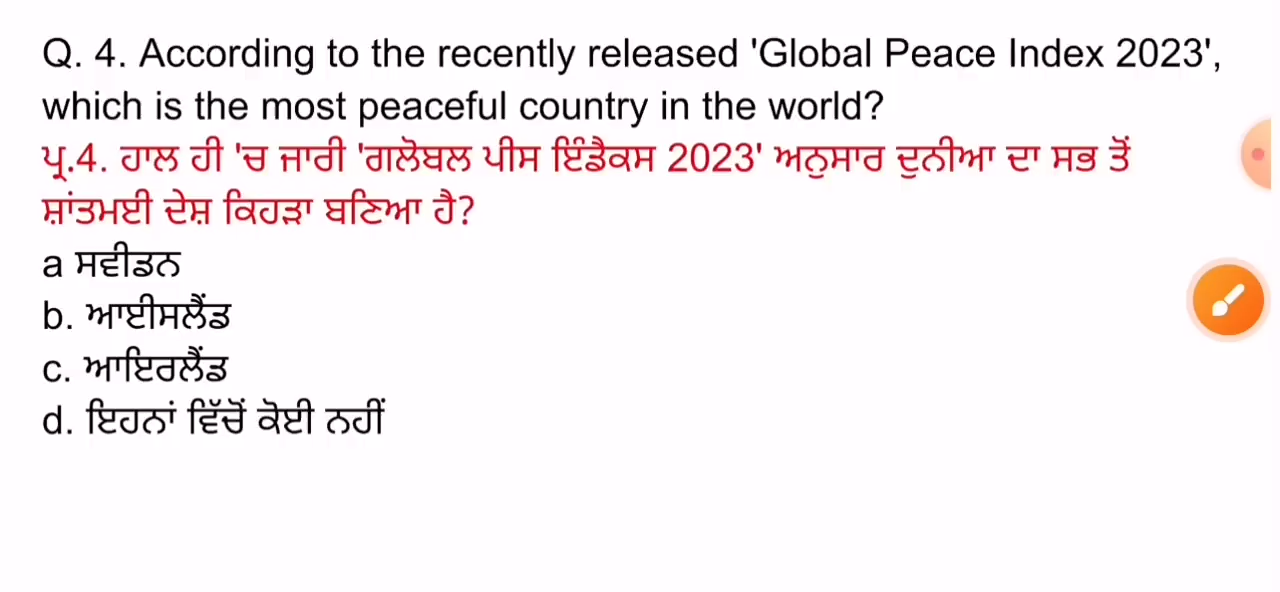 Q. 4. According to the recently released 'Global Peace Index 2023',
which is the most peaceful country in the world?
ਪ੍ਰ.4. ਹਾਲ ਹੀ 'ਚ ਜਾਰੀ 'ਗਲੋਬਲ ਪੀਸ ਇੰਡੈਕਸ 2023' ਅਨੁਸਾਰ ਦੁਨੀਆ ਦਾ ਸਭ ਤੋਂ
ਸ਼ਾਂਤਮਈ ਦੇਸ਼ ਕਿਹੜਾ ਬਣਿਆ ਹੈ?
a ਸਵੀਡਨ
b. ਆਈਸਲੈਂਡ
c. ਆਇਰਲੈਂਡ
d. ਇਹਨਾਂ ਵਿੱਚੋਂ ਕੋਈ ਨਹੀਂ